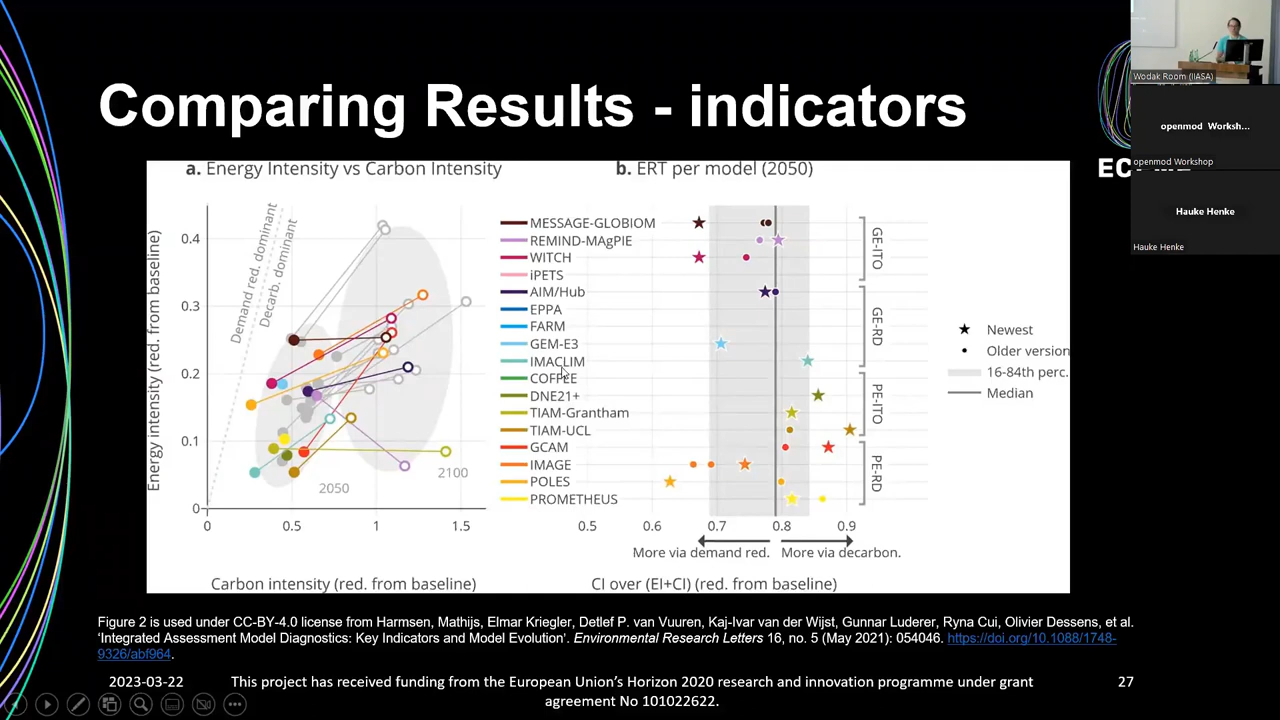 Comparing Results - indicators
Wodak Room (IIASA)
openmod Worksh...
openmod Workshop
Hauke Henke
Hauke Henke
a. Energy Intensity vs Carbon Intensity
Energy intensity (red. from baseline)
0.4
0.3
0.2
0.1
0
Demand red. dominant
Decarb. dominant
2050
2100
0
0.5
1
1.5
Carbon intensity (red. from baseline)
b. ERT per model (2050)
MESSAGE-GLOBIOM
REMIND-MAgPIE
WITCH
iPETS
AIM/Hub
EPPA
FARM
GEM-E3
IMACLIM
COFFEE
DNE21+
TIAM-Grantham
TIAM-UCL
GCAM
IMAGE
POLES
PROMETHEUS
GE-ITO
GE-RD
PE-ITO
PE-RD
0.5
0.6
0.7
0.8
0.9
More via demand red.
More via decarbon.
CI over (EI+CI) (red. from baseline)
Newest
Older version
16-84th perc.
Median
Figure 2 is used under CC-BY-4.0 license from Harmsen, Mathijs, Elmar Kriegler, Detlef P. van Vuuren, Kaj-Ivar van der Wijst, Gunnar Luderer, Ryna Cui, Olivier Dessens, et al.
'Integrated Assessment Model Diagnostics: Key Indicators and Model Evolution'. Environmental Research Letters 16, no. 5 (May 2021): 054046. https://doi.org/10.1088/1748-
9326/abf964.
2023-03-22
This project has received funding from the European Union's Horizon 2020 research and innovation programme under grant
agreement No 101022622.
27